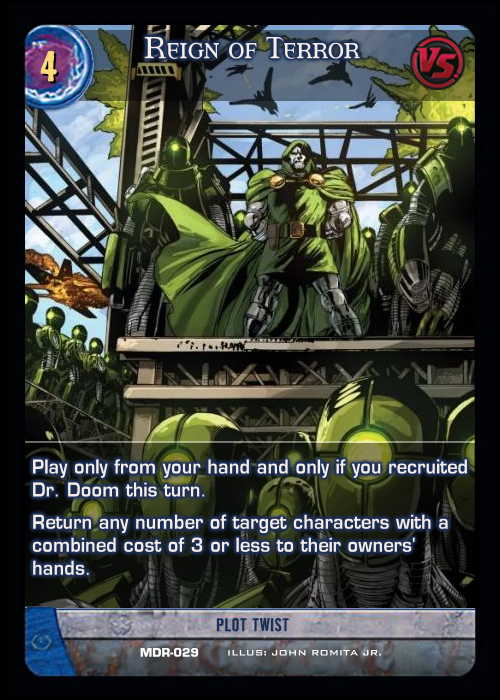 4
REIGN OF TERROR
VS.
Play only from your hand and only if you recruited
Dr. Doom this turn.
Return any number of target characters with a
combined cost of 3 or less to their owners'
hands.
PLOT TWIST
MDR-029 ILLUS: JOHN ROMITA JR.